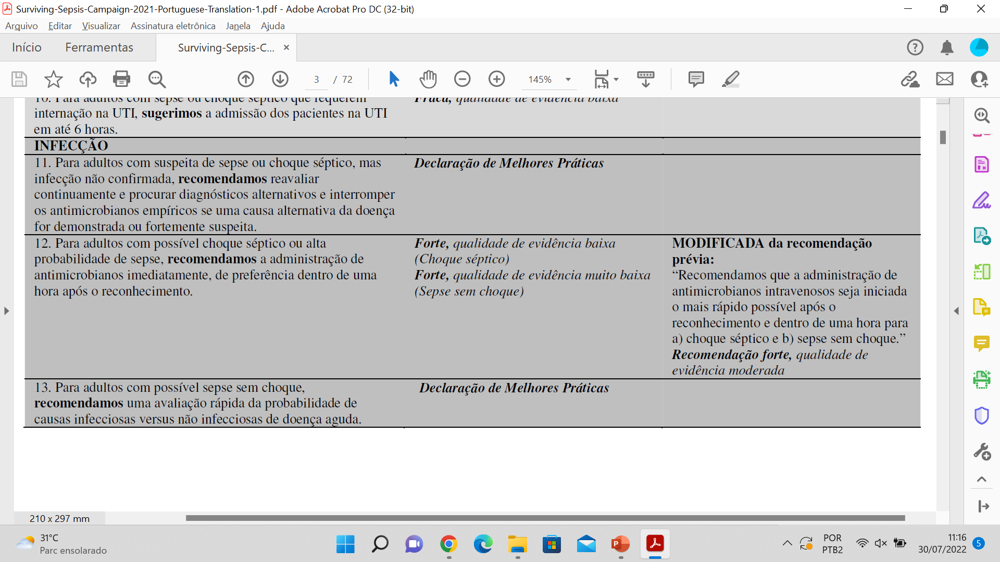 Surviving-Sepsis-Campaign-2021-Portuguese-Translation-1.pdf - Adobe Acrobat Pro DC (32-bit)
Arquivo Editar Visualizar Assinatura eletrônica Janela Ajuda
Início Ferramentas Surviving-Sepsis-C... ×
3 / 72 145%
10. Para adultos com sepse ou choque séptico que requerem
internação na UTI, sugerimos a admissão dos pacientes na UTI
em até 6 horas.
Fraca, qualidade de evidência baixa
INFECÇÃO
11. Para adultos com suspeita de sepse ou choque séptico, mas
infecção não confirmada, recomendamos reavaliar
continuamente e procurar diagnósticos alternativos e interromper
os antimicrobianos empíricos se uma causa alternativa da doença
for demonstrada ou fortemente suspeita.
Declaração de Melhores Práticas
12. Para adultos com possível choque séptico ou alta
probabilidade de sepse, recomendamos a administração de
antimicrobianos imediatamente, de preferência dentro de uma
hora após o reconhecimento.
Forte, qualidade de evidência baixa
(Choque séptico)
Forte, qualidade de evidência muito baixa
(Sepse sem choque)
MODIFICADA da recomendação
prévia:
“Recomendamos que a administração de
antimicrobianos intravenosos seja iniciada
o mais rápido possível após o
reconhecimento e dentro de uma hora para
a) choque séptico e b) sepse sem choque.”
Recomendação forte, qualidade de
evidência moderada
13. Para adultos com possível sepse sem choque,
recomendamos uma avaliação rápida da probabilidade de
causas infecciosas versus não infecciosas de doença aguda.
Declaração de Melhores Práticas
210 x 297 mm
31°C
Parc ensolarado
POR
PTB2
11:16
30/07/2022
5